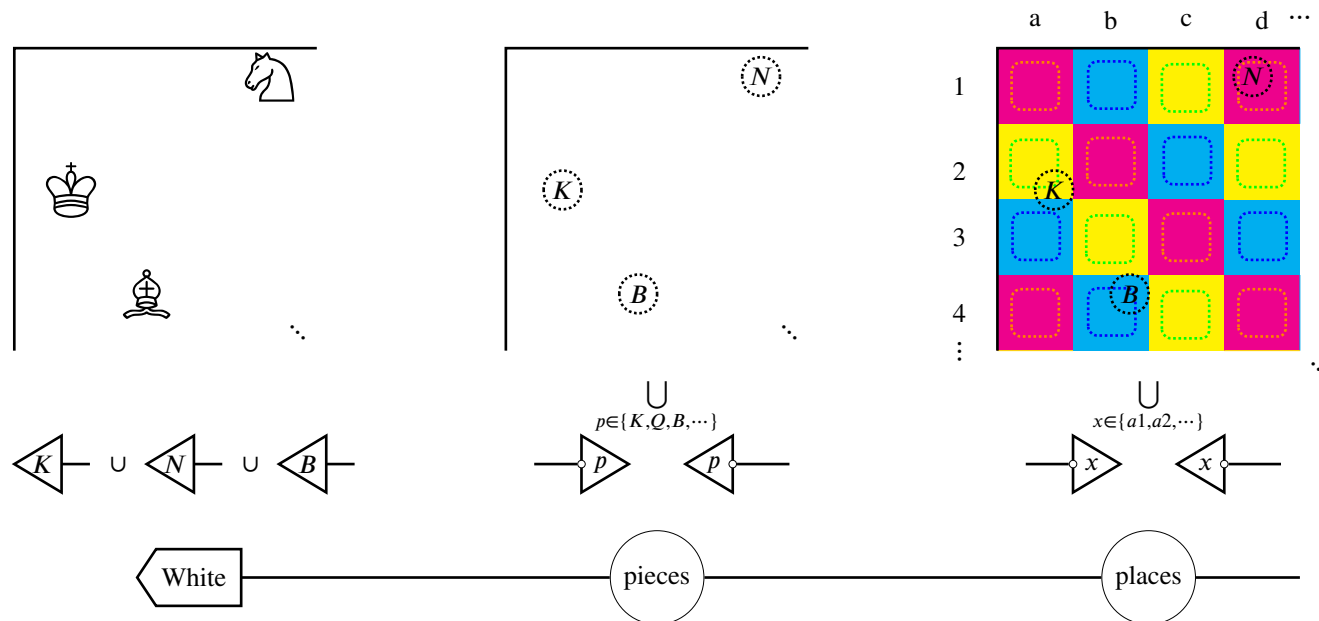 a b c d ⋯
N N
1
2
K K
3
B B
4
⋮ ⋱ ⋱ ⋱
⋃ ⋃
p∈{K,Q,B,⋯} x∈{a1,a2,⋯}
K ∪ N ∪ B p p x x
White pieces places